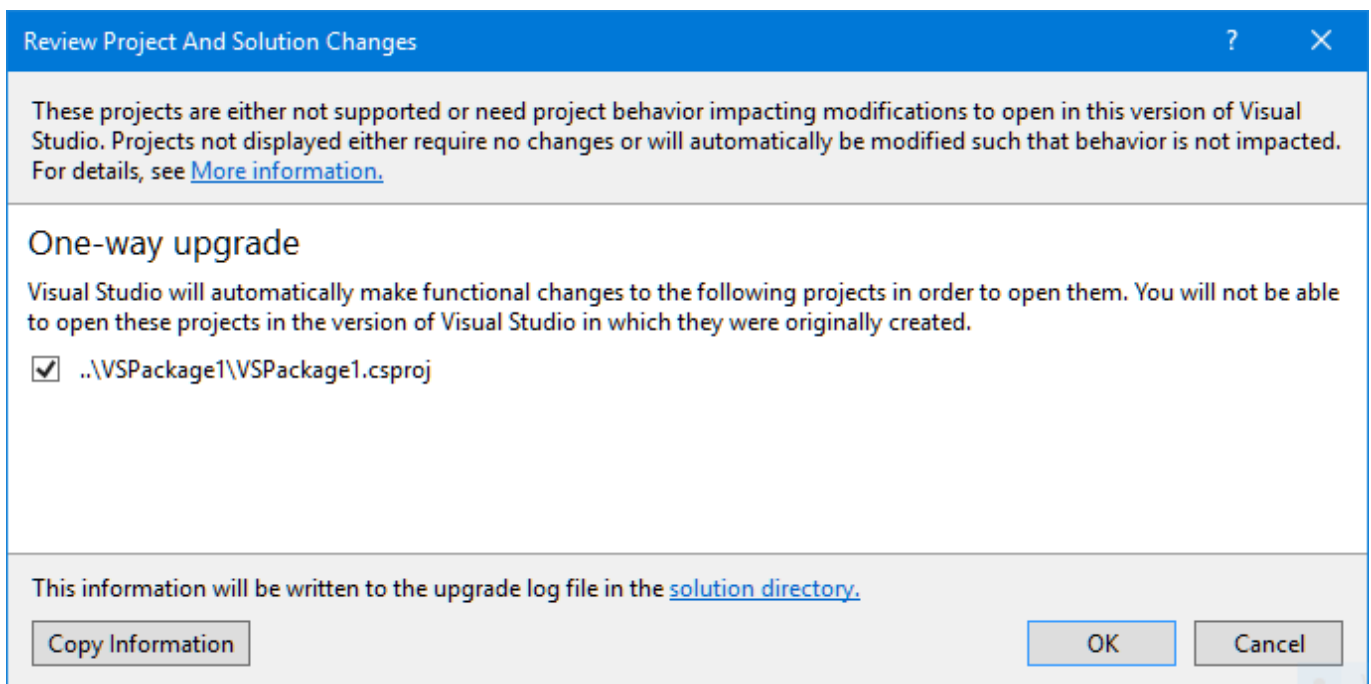 Review Project And Solution Changes
These projects are either not supported or need project behavior impacting modifications to open in this version of Visual
Studio. Projects not displayed either require no changes or will automatically be modified such that behavior is not impacted.
For details, see More information.
One-way upgrade
Visual Studio will automatically make functional changes to the following projects in order to open them. You will not be able
to open these projects in the version of Visual Studio in which they were originally created.
..\VSPackage1\VSPackage1.csproj
This information will be written to the upgrade log file in the solution directory.
Copy Information OK Cancel